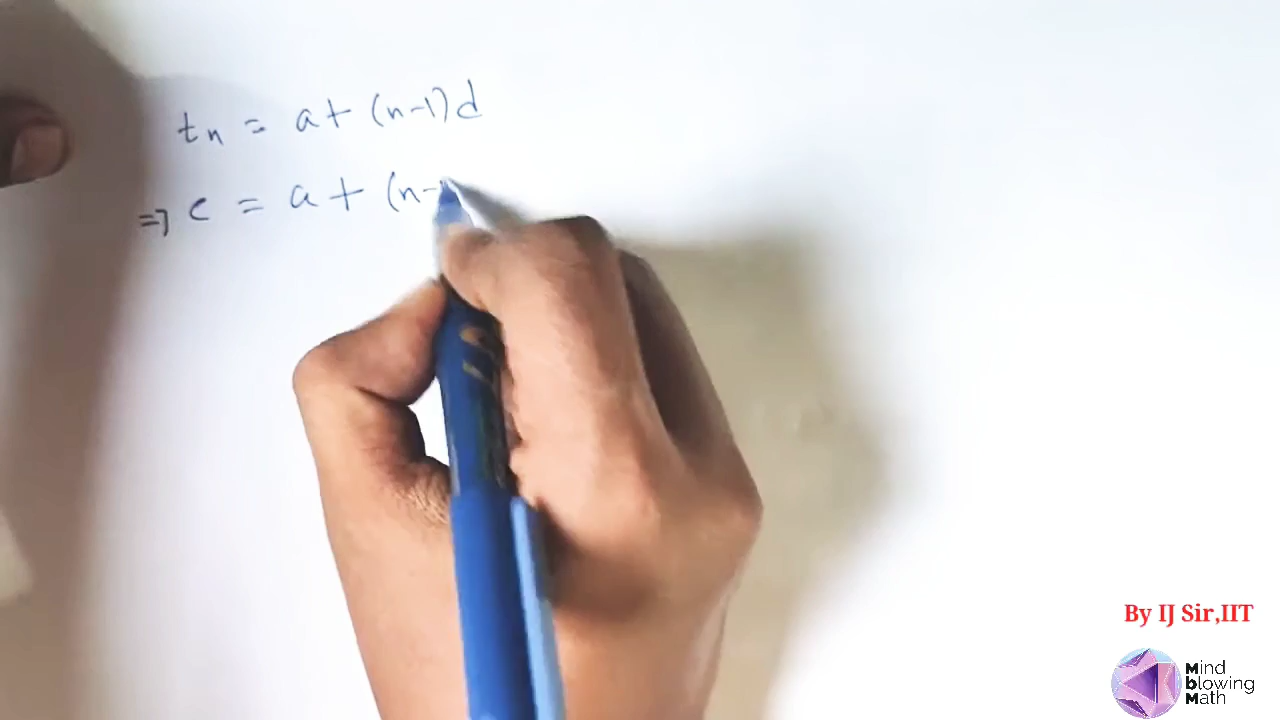 tn = a + (n-1)d
⇒ c = a + (n-
By IJ Sir,IIT
Mind
blowing
Math